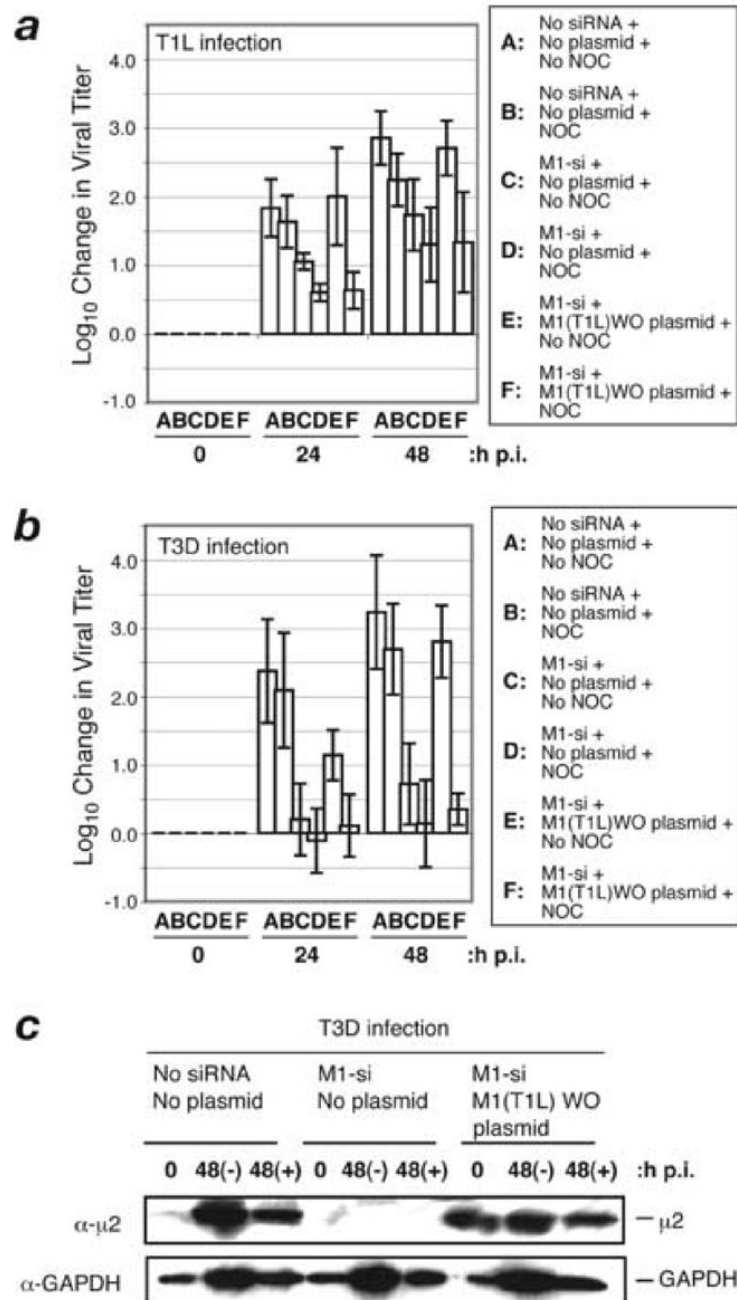 a
T1L infection
Log10 Change in Viral Titer
4.0
3.0
2.0
1.0
0.0
-1.0
ABCDEF ABCDEF ABCDEF
0 24 48 :h p.i.
A: No siRNA +
No plasmid +
No NOC
B: No siRNA +
No plasmid +
NOC
C: M1-si +
No plasmid +
No NOC
D: M1-si +
No plasmid +
NOC
E: M1-si +
M1(T1L)WO plasmid +
No NOC
F: M1-si +
M1(T1L)WO plasmid +
NOC
b
T3D infection
Log10 Change in Viral Titer
4.0
3.0
2.0
1.0
0.0
-1.0
ABCDEF ABCDEF ABCDEF
0 24 48 :h p.i.
A: No siRNA +
No plasmid +
No NOC
B: No siRNA +
No plasmid +
NOC
C: M1-si +
No plasmid +
No NOC
D: M1-si +
No plasmid +
NOC
E: M1-si +
M1(T1L)WO plasmid +
No NOC
F: M1-si +
M1(T1L)WO plasmid +
NOC
c
T3D infection
No siRNA M1-si M1-si
No plasmid No plasmid M1(T1L) WO
plasmid
0 48(-) 48(+) 0 48(-) 48(+) 0 48(-) 48(+) :h p.i.
α-μ2 – μ2
α-GAPDH – GAPDH